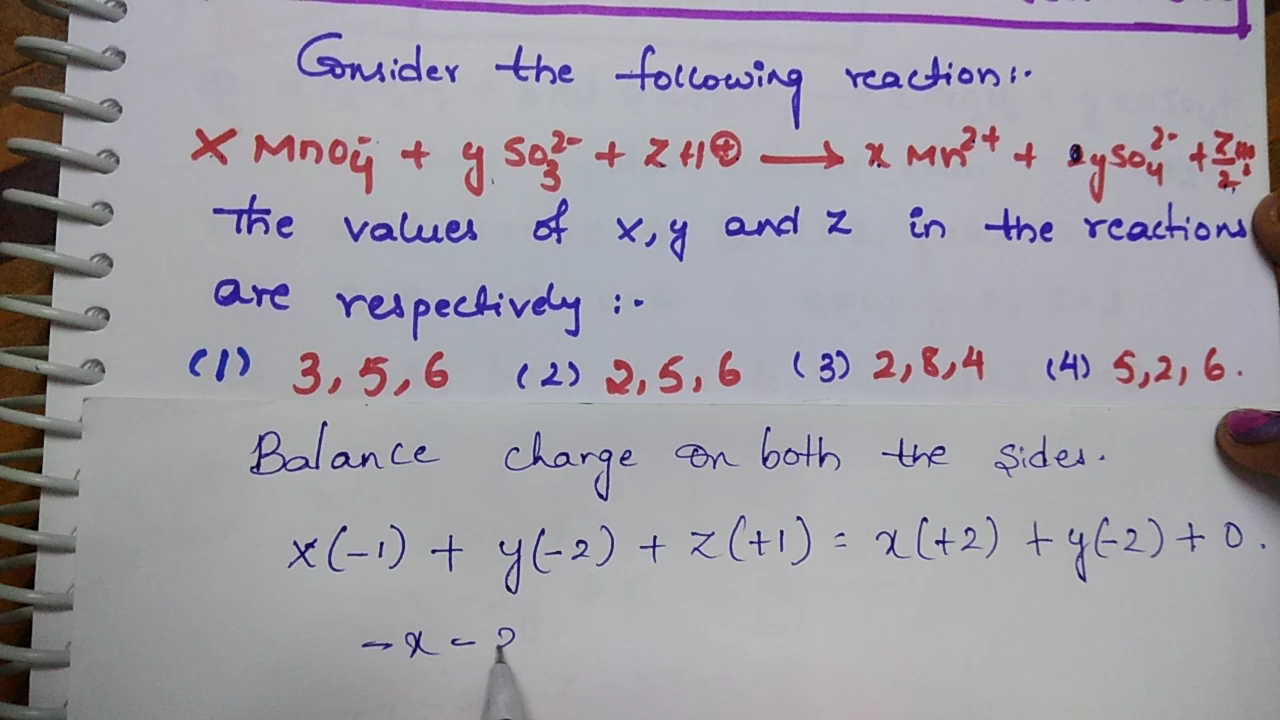 Consider the following reaction:-
x MnO₄⁻ + y SO₃²⁻ + z H⊕ → x Mn²⁺ + y SO₄²⁻ + z/2
The values of x, y and z in the reactions
are respectively :-
(1) 3, 5, 6 (2) 2, 5, 6 (3) 2, 8, 4 (4) 5, 2, 6.
Balance charge on both the sides.
x(-1) + y(-2) + z(+1) = x(+2) + y(-2) + 0.
-x - 2